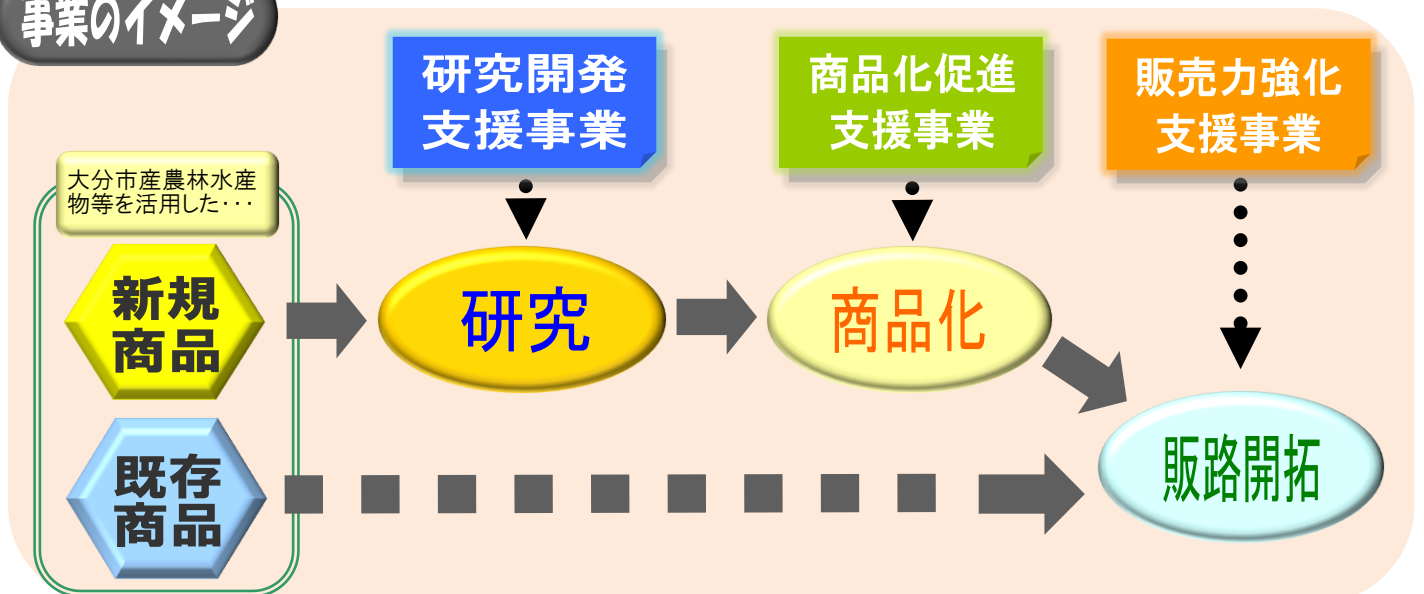 事業のイメージ
研究開発
支援事業
商品化促進
支援事業
販売力強化
支援事業
大分市産農林水産
物等を活用した・・・
新規
商品
研究
商品化
既存
商品
販路開拓